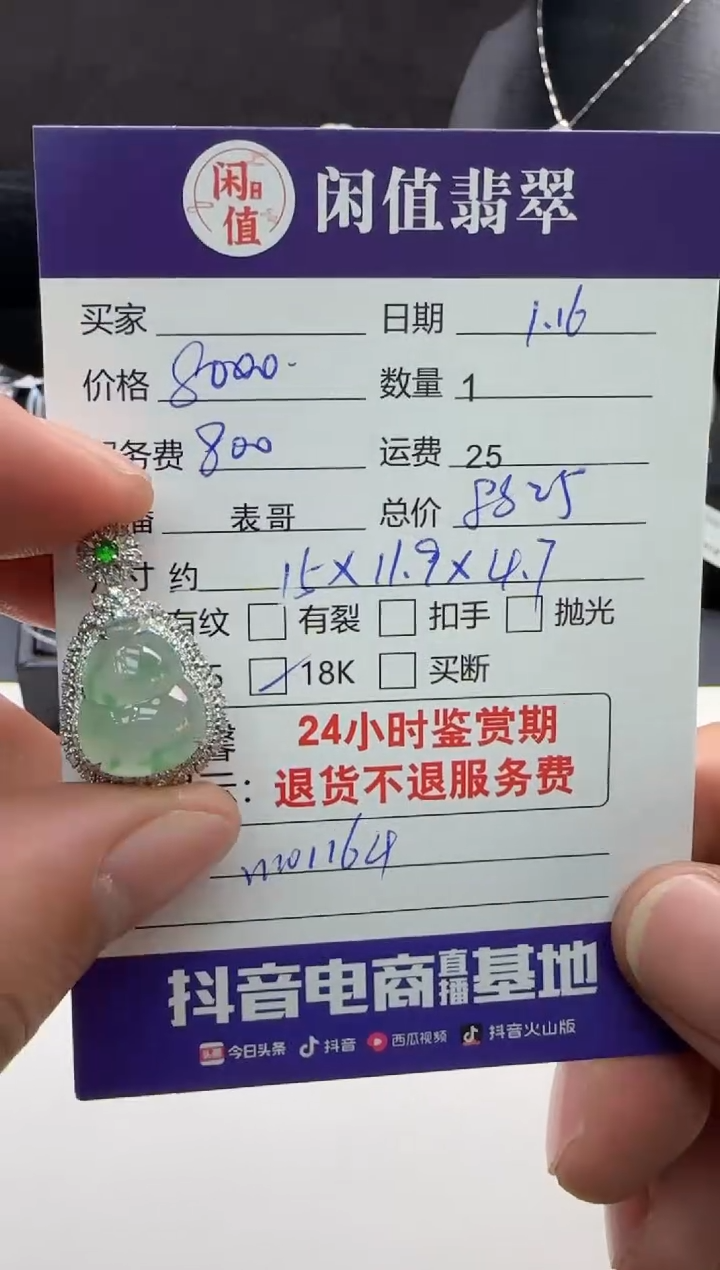 闲值 闲值翡翠
买家 日期 1.16
价格 8000 数量 1
务费 800 运费 25
表哥 总价 8825
寸 约 15×11.9×4.7
有纹 有裂 扣手 抛光
18K 买断
24小时鉴赏期
退货不退服务费
抖音电商直播基地
头条 今日头条 抖音 西瓜视频 抖音火山版